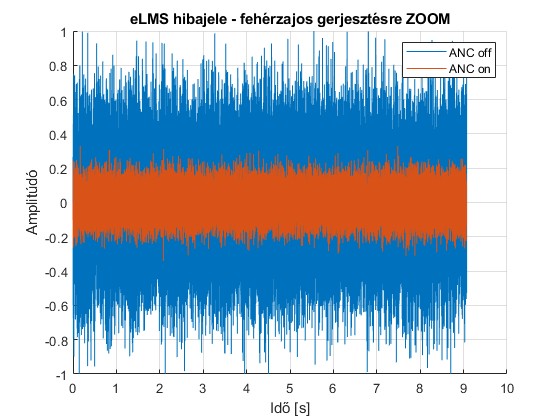 eLMS hibajele - fehérzajos gerjesztésre ZOOM
ANC off
ANC on
1
0.8
0.6
0.4
0.2
0
-0.2
-0.4
-0.6
-0.8
-1
Amplitúdó
0 1 2 3 4 5 6 7 8 9 10
Idő [s]